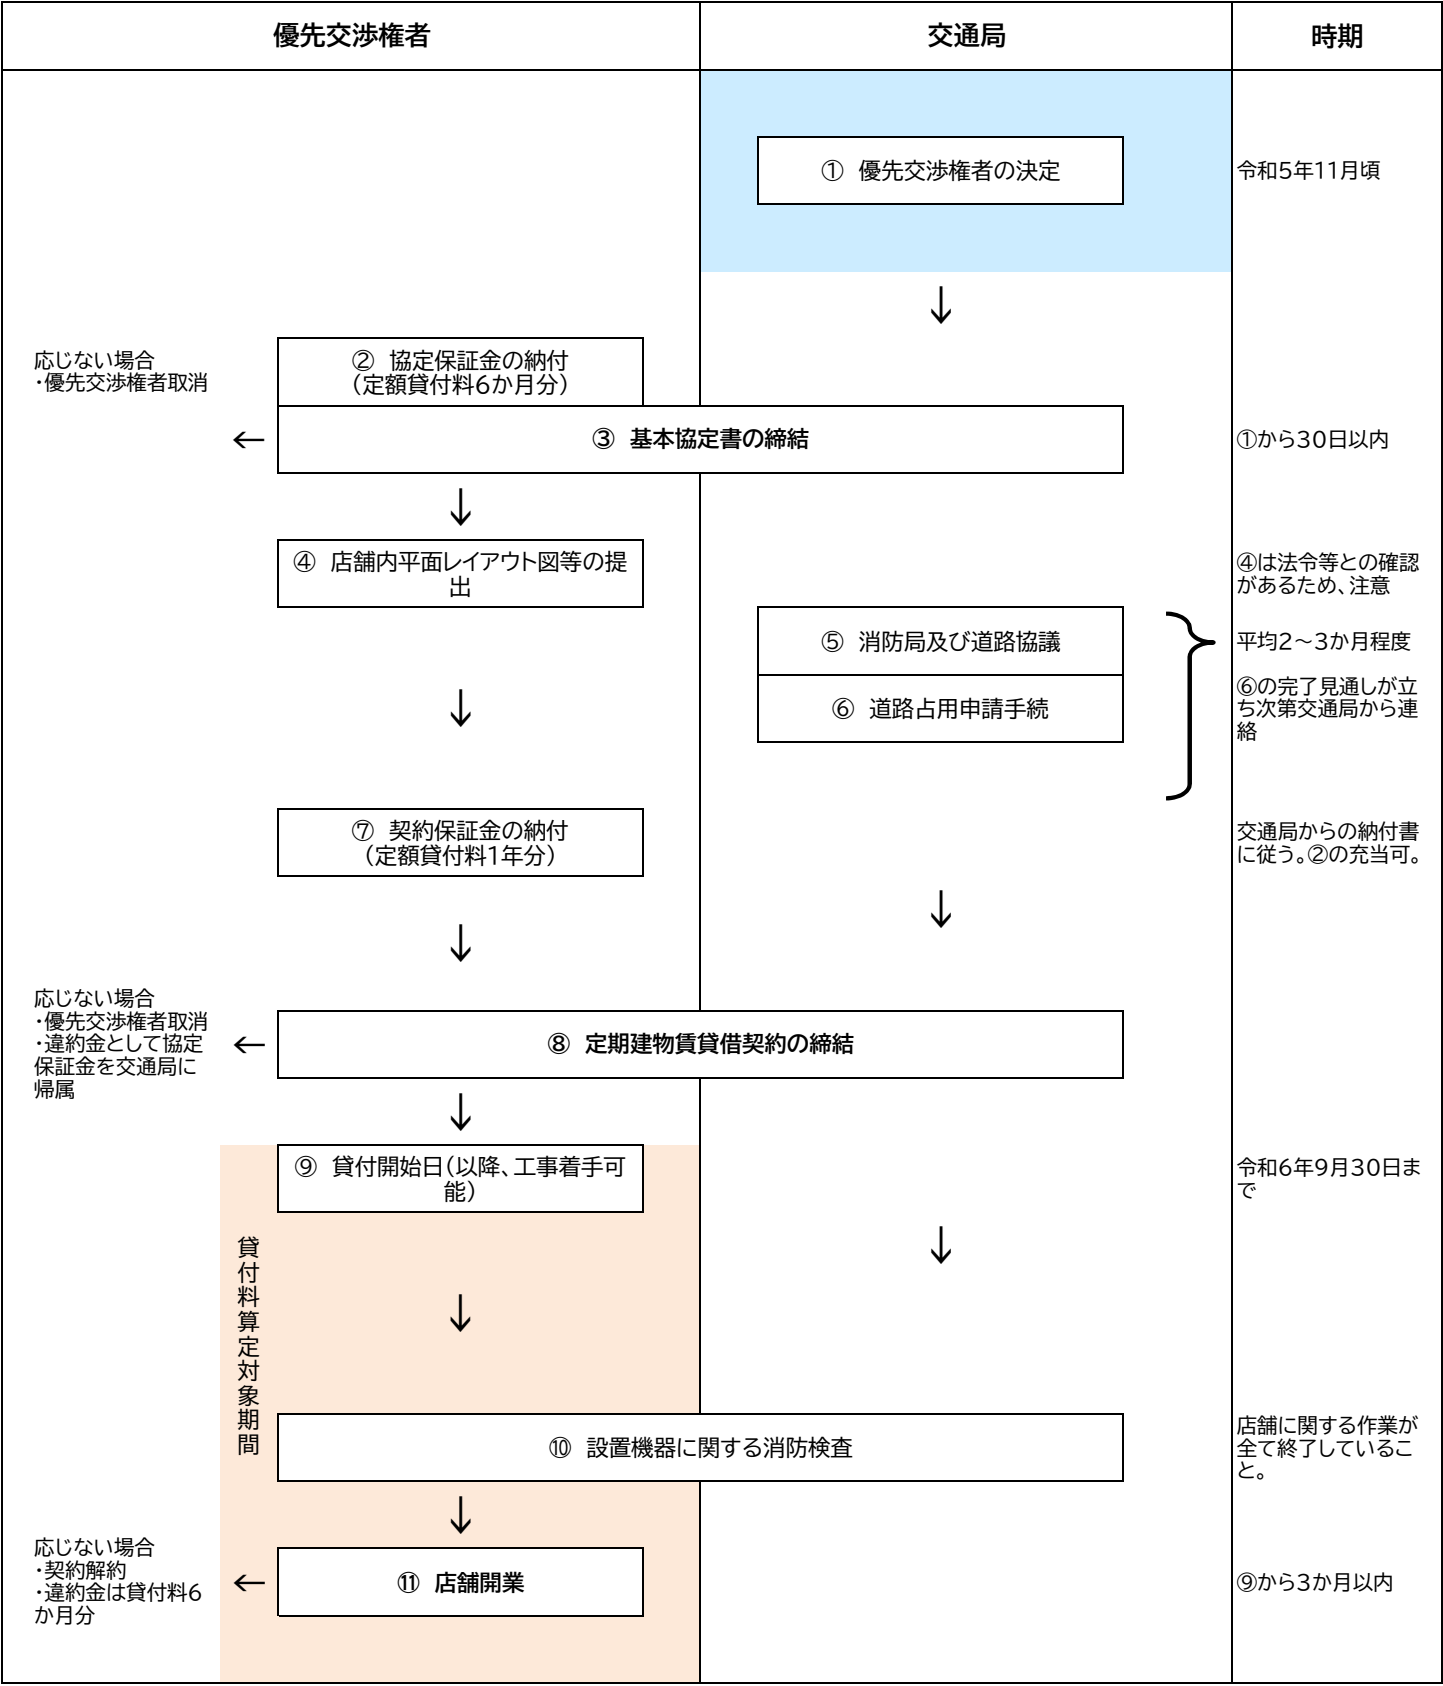 優先交渉権者
交通局
時期
① 優先交渉権者の決定
令和5年11月頃
↓
応じない場合
・優先交渉権者取消
② 協定保証金の納付
（定額貸付料6か月分）
←
③ 基本協定書の締結
①から30日以内
↓
④ 店舗内平面レイアウト図等の提
出
④は法令等との確認
があるため、注意
⑤ 消防局及び道路協議
平均2～3か月程度
↓
⑥ 道路占用申請手続
⑥の完了見通しが立
ち次第交通局から連
絡
⑦ 契約保証金の納付
（定額貸付料1年分）
交通局からの納付書
に従う。②の充当可。
↓
↓
応じない場合
・優先交渉権者取消
・違約金として協定
保証金を交通局に
帰属
←
⑧ 定期建物賃貸借契約の締結
↓
⑨ 貸付開始日（以降、工事着手可
能）
令和6年9月30日ま
で
↓
貸付料算定対象期間
↓
⑩ 設置機器に関する消防検査
店舗に関する作業が
全て終了しているこ
と。
↓
応じない場合
・契約解約
・違約金は貸付料6
か月分
←
⑪ 店舗開業
⑨から3か月以内